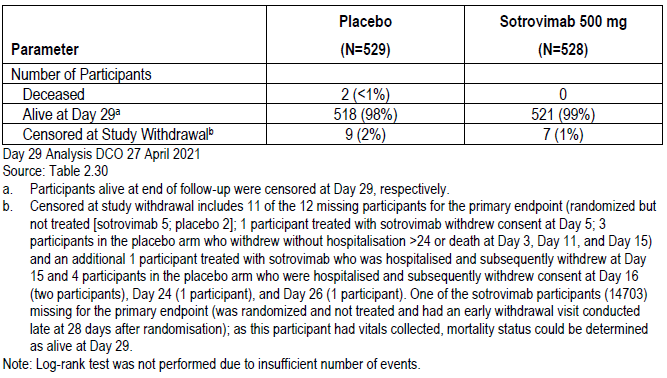 Placebo Sotrovimab 500 mg
Parameter (N=529) (N=528)
Number of Participants
Deceased 2 (<1%) 0
Alive at Day 29a 518 (98%) 521 (99%)
Censored at Study Withdrawalb 9 (2%) 7 (1%)
Day 29 Analysis DCO 27 April 2021
Source: Table 2.30
a. Participants alive at end of follow-up were censored at Day 29, respectively.
b. Censored at study withdrawal includes 11 of the 12 missing participants for the primary endpoint (randomized but
not treated [sotrovimab 5; placebo 2]; 1 participant treated with sotrovimab withdrew consent at Day 5; 3
participants in the placebo arm who withdrew without hospitalisation >24 or death at Day 3, Day 11, and Day 15)
and an additional 1 participant treated with sotrovimab who was hospitalised and subsequently withdrew at Day
15 and 4 participants in the placebo arm who were hospitalised and subsequently withdrew consent at Day 16
(two participants), Day 24 (1 participant), and Day 26 (1 participant). One of the sotrovimab participants (14703)
missing for the primary endpoint (was randomized and not treated and had an early withdrawal visit conducted
late at 28 days after randomisation); as this participant had vitals collected, mortality status could be determined
as alive at Day 29.
Note: Log-rank test was not performed due to insufficient number of events.